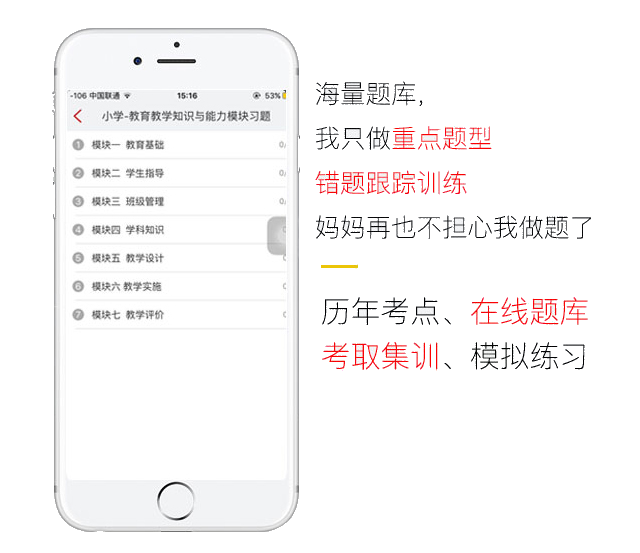 -106 中国联通 15:16 53%
小学-教育教学知识与能力模块习题
1 模块一 教育基础 0/
2 模块二 学生指导 0/
3 模块三 班级管理 0/
4 模块四 学科知识
5 模块五 教学设计
6 模块六 教学实施
7 模块七 教学评价
海量题库,
我只做重点题型
错题跟踪训练
妈妈再也不担心我做题了
历年考点、在线题库
考取集训、模拟练习